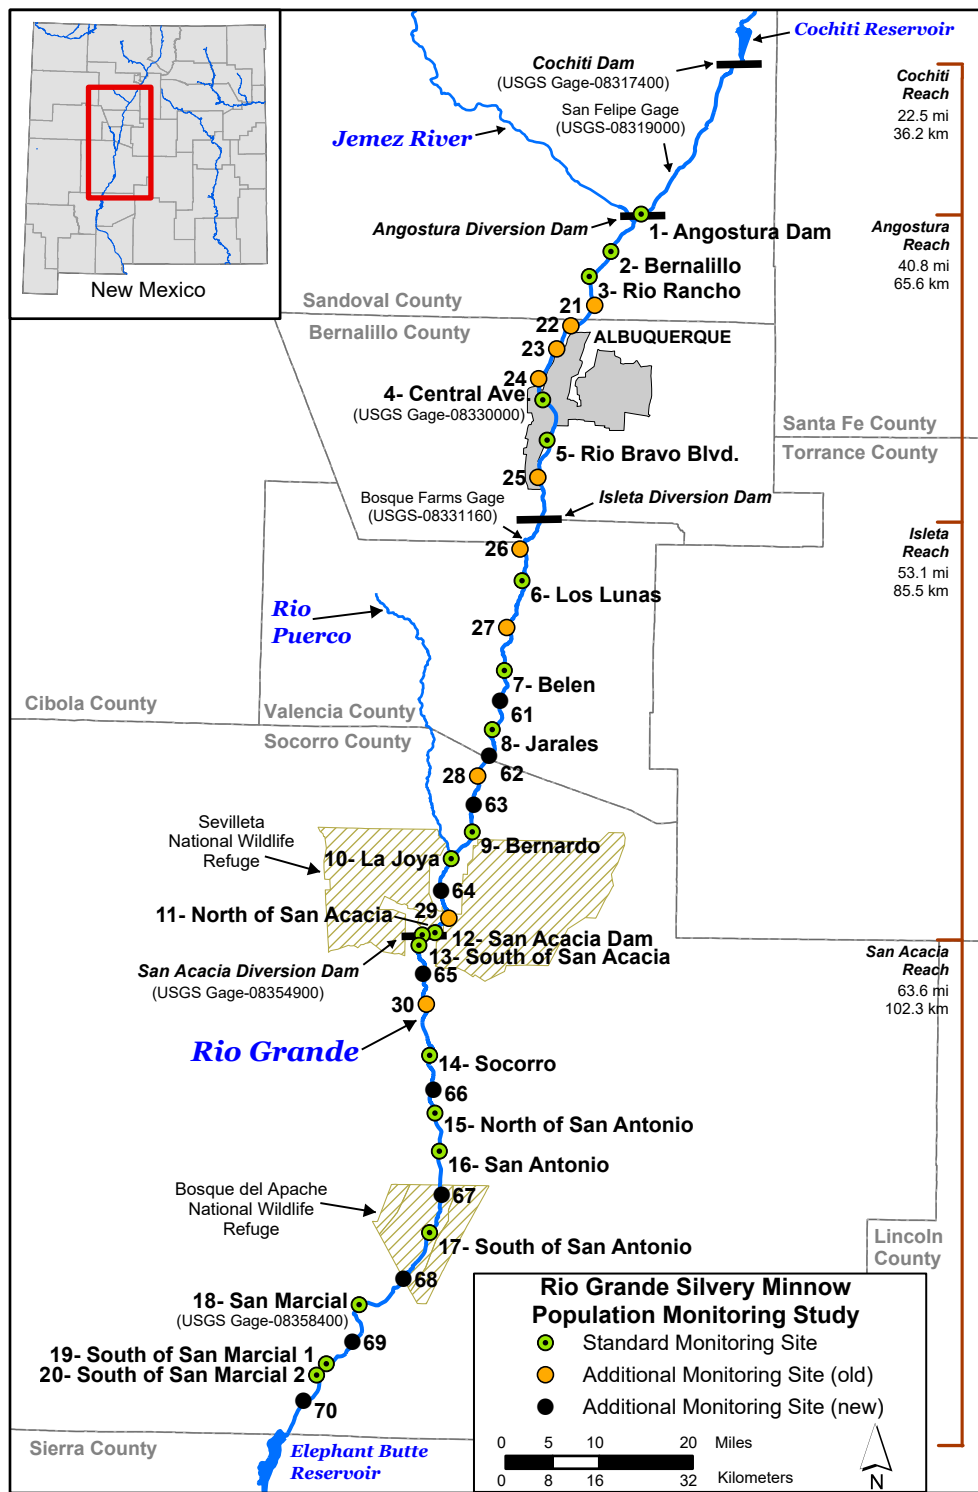 Cochiti Reservoir
Cochiti Dam
(USGS Gage-08317400)
San Felipe Gage
(USGS-08319000)
Cochiti
Reach
22.5 mi
36.2 km
Jemez River
New Mexico
Angostura Diversion Dam
1- Angostura Dam
Angostura
Reach
40.8 mi
65.6 km
2- Bernalillo
3- Rio Rancho
Sandoval County
Bernalillo County
21
22
23
ALBUQUERQUE
24
4- Central Ave.
(USGS Gage-08330000)
Santa Fe County
Torrance County
5- Rio Bravo Blvd.
25
Isleta Diversion Dam
Bosque Farms Gage
(USGS-08331160)
Isleta
Reach
53.1 mi
85.5 km
26
6- Los Lunas
Rio
Puerco
27
7- Belen
61
Cibola County
Valencia County
Socorro County
8- Jarales
62
28
63
Sevilleta
National Wildlife
Refuge
9- Bernardo
10- La Joya
64
29
11- North of San Acacia
12- San Acacia Dam
13- South of San Acacia
San Acacia Diversion Dam
(USGS Gage-08354900)
65
San Acacia
Reach
63.6 mi
102.3 km
30
Rio Grande
14- Socorro
66
15- North of San Antonio
16- San Antonio
Bosque del Apache
National Wildlife
Refuge
67
17- South of San Antonio
Lincoln
County
68
18- San Marcial
(USGS Gage-08358400)
69
19- South of San Marcial 1
20- South of San Marcial 2
70
Sierra County
Elephant Butte
Reservoir
Rio Grande Silvery Minnow
Population Monitoring Study
Standard Monitoring Site
Additional Monitoring Site (old)
Additional Monitoring Site (new)
0 5 10 20 Miles
0 8 16 32 Kilometers
N